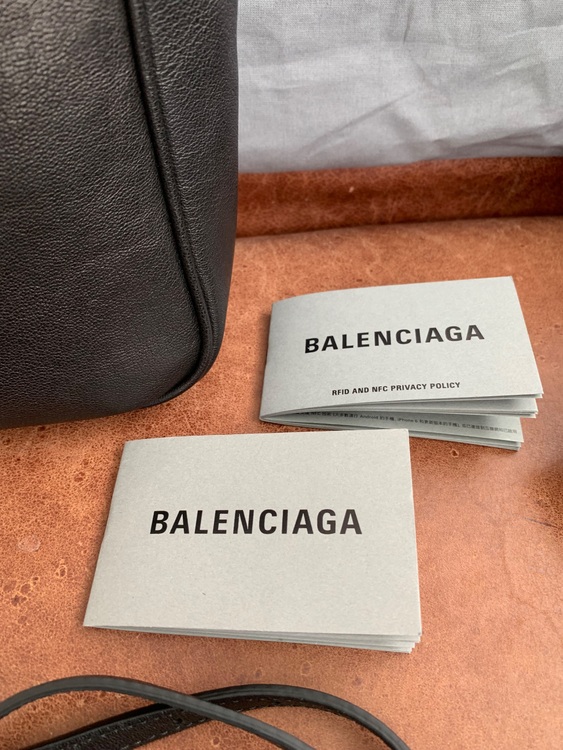 BALENCIAGA
RFID AND NFC PRIVACY POLICY
BALENCIAGA